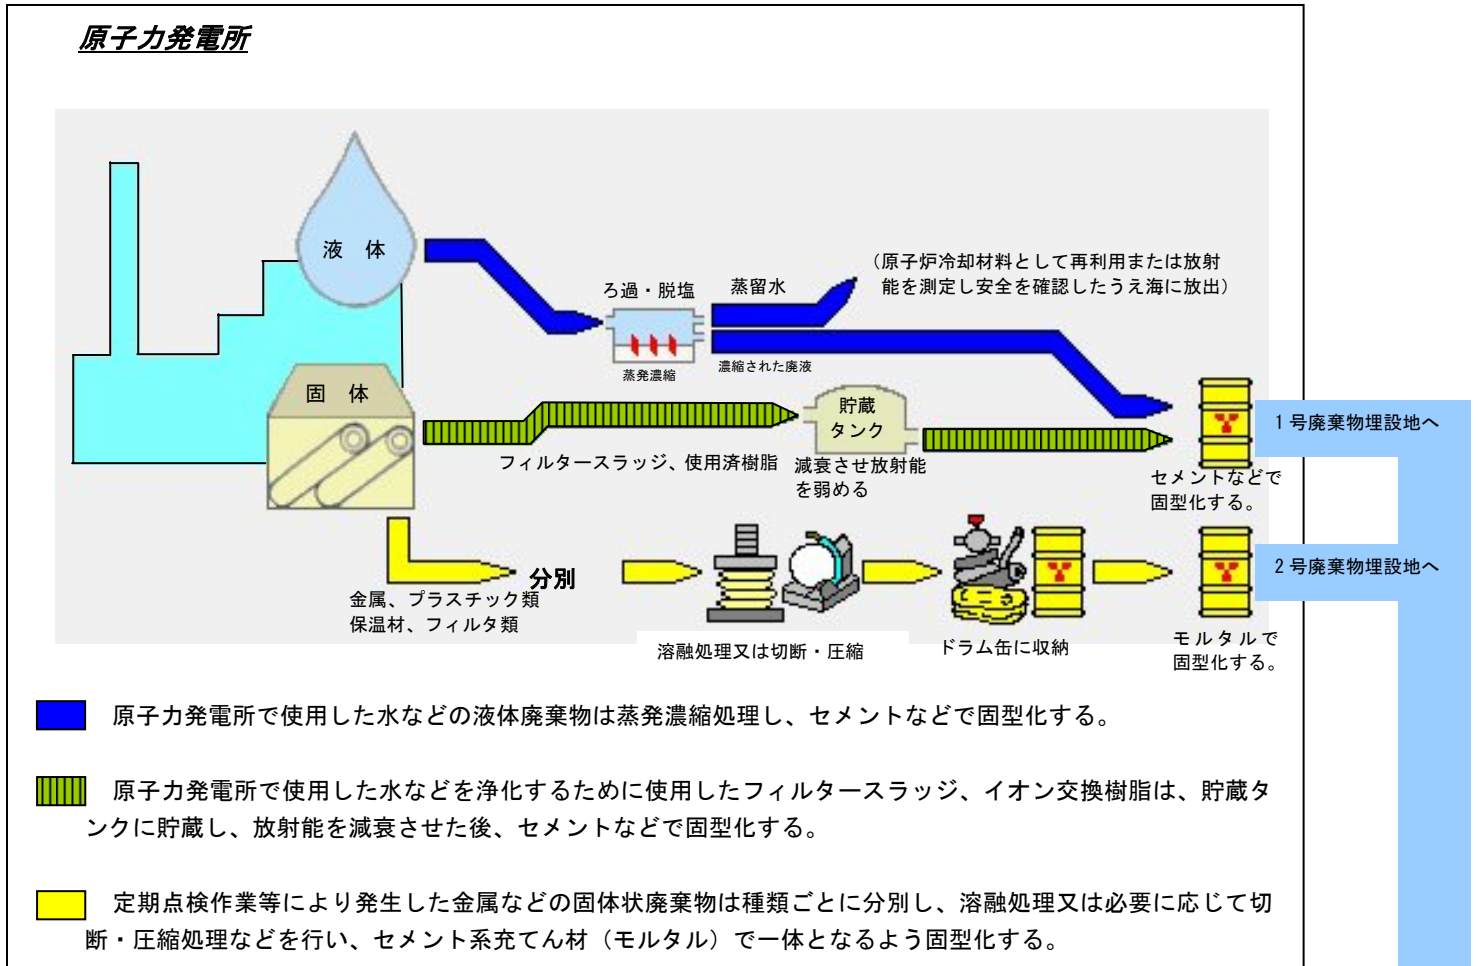 原子力発電所
液 体
(原子炉冷却材料として再利用または放射
能を測定し安全を確認したうえ海に放出)
ろ過・脱塩
蒸留水
蒸発濃縮
濃縮された廃液
固 体
貯蔵
タンク
1号廃棄物埋設地へ
フィルタースラッジ、使用済樹脂
減衰させ放射能
を弱める
セメントなどで
固型化する。
分別
2号廃棄物埋設地へ
金属、プラスチック類
保温材、フィルタ類
溶融処理又は切断・圧縮
ドラム缶に収納
モルタルで
固型化する。
原子力発電所で使用した水などの液体廃棄物は蒸発濃縮処理し、セメントなどで固型化する。
原子力発電所で使用した水などを浄化するために使用したフィルタースラッジ、イオン交換樹脂は、貯蔵タ
ンクに貯蔵し、放射能を減衰させた後、セメントなどで固型化する。
定期点検作業等により発生した金属などの固体状廃棄物は種類ごとに分別し、溶融処理又は必要に応じて切
断・圧縮処理などを行い、セメント系充てん材(モルタル)で一体となるよう固型化する。